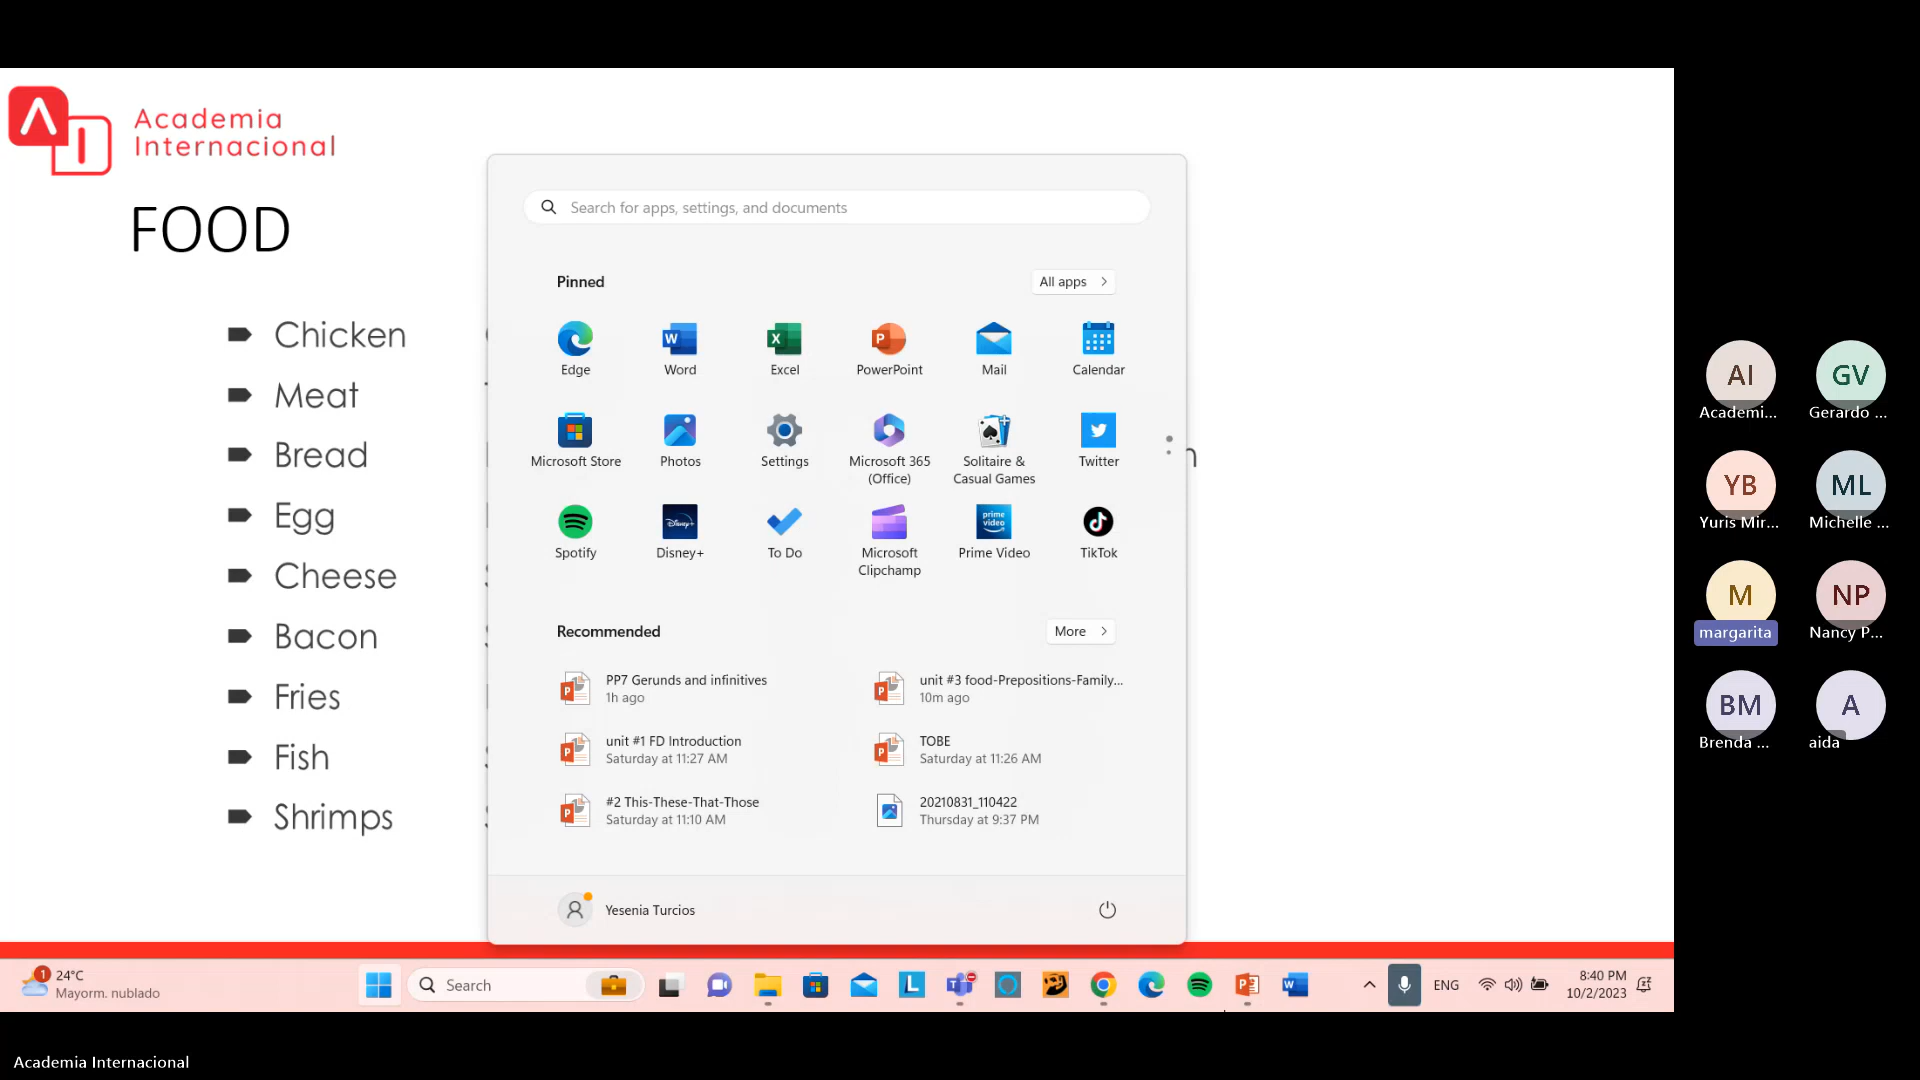 Academia
Internacional
FOOD
Chicken
Meat
Bread
Egg
Cheese
Bacon
Fries
Fish
Shrimps
n
Search for apps, settings, and documents
Pinned
All apps
Edge
Word
Excel
PowerPoint
Mail
Calendar
Microsoft Store
Photos
Settings
Microsoft 365
(Office)
Solitaire &
Casual Games
Twitter
Spotify
Disney+
To Do
Microsoft
Clipchamp
prime
video
Prime Video
TikTok
Recommended
More
PP7 Gerunds and infinitives
1h ago
unit #3 food-Prepositions-Family...
10m ago
unit #1 FD Introduction
Saturday at 11:27 AM
TOBE
Saturday at 11:26 AM
#2 This-These-That-Those
Saturday at 11:10 AM
20210831_110422
Thursday at 9:37 PM
Yesenia Turcios
AI
Academi...
GV
Gerardo ...
YB
Yuris Mir...
ML
Michelle ...
M
margarita
NP
Nancy P...
BM
Brenda ...
A
aida
1
24°C
Mayorm. nublado
Search
ENG
8:40 PM
10/2/2023
Academia Internacional